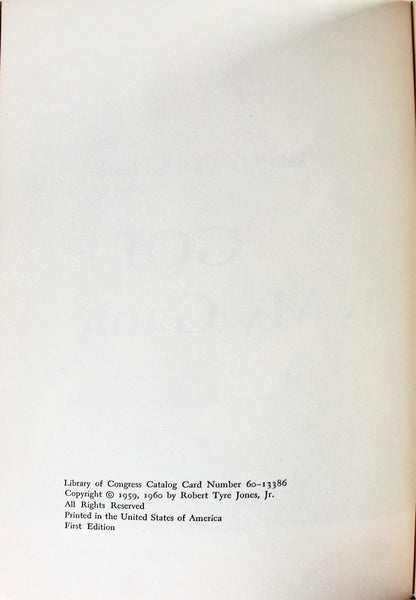 Library of Congress Catalog Card Number 60-13386
Copyright © 1959, 1960 by Robert Tyre Jones, Jr.
All Rights Reserved
Printed in the United States of America
First Edition